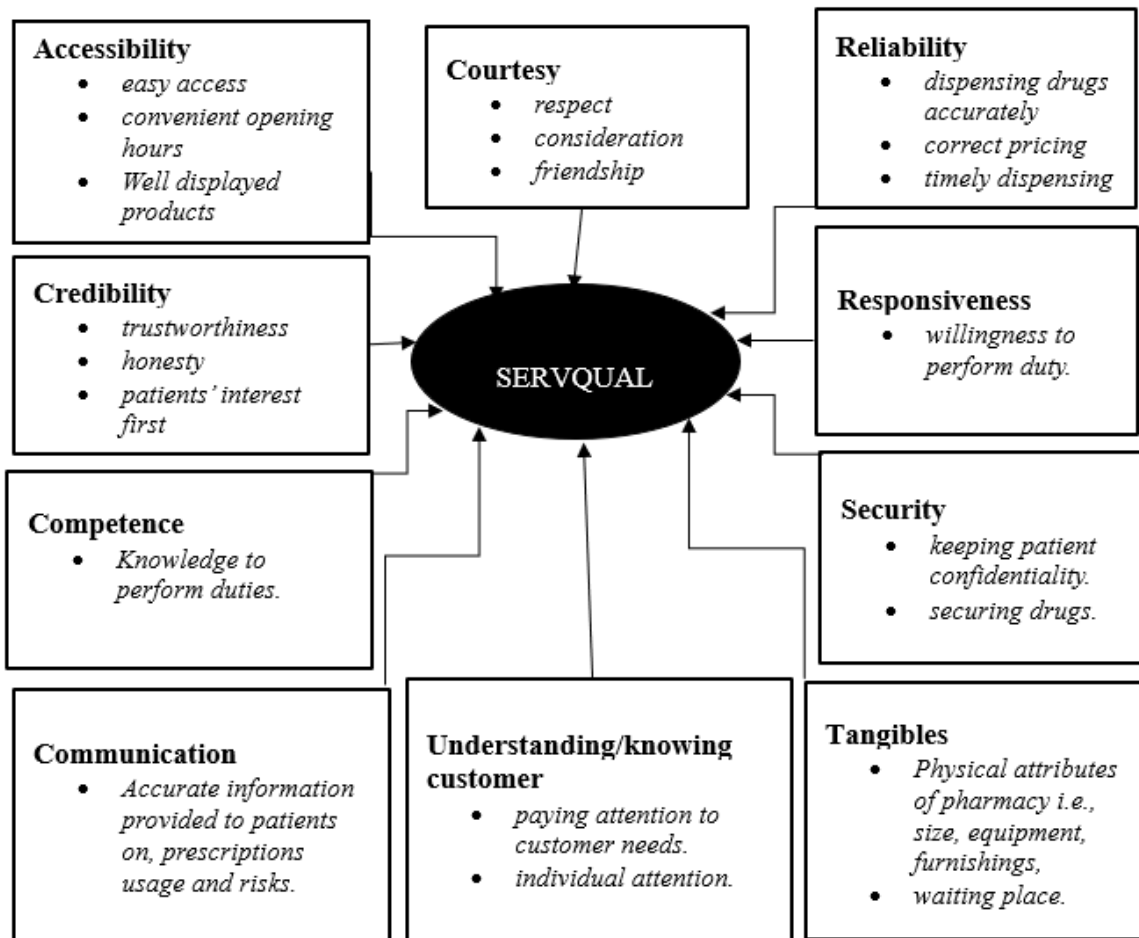 Accessibility
• easy access
• convenient opening
hours
• Well displayed
products
Courtesy
• respect
• consideration
• friendship
Reliability
• dispensing drugs
accurately
• correct pricing
• timely dispensing
Credibility
• trustworthiness
• honesty
• patients’ interest
first
SERVQUAL
Responsiveness
• willingness to
perform duty.
Competence
• Knowledge to
perform duties.
Security
• keeping patient
confidentiality.
• securing drugs.
Communication
• Accurate information
provided to patients
on, prescriptions
usage and risks.
Understanding/knowing
customer
• paying attention to
customer needs.
• individual attention.
Tangibles
• Physical attributes
of pharmacy i.e.,
size, equipment,
furnishings,
• waiting place.